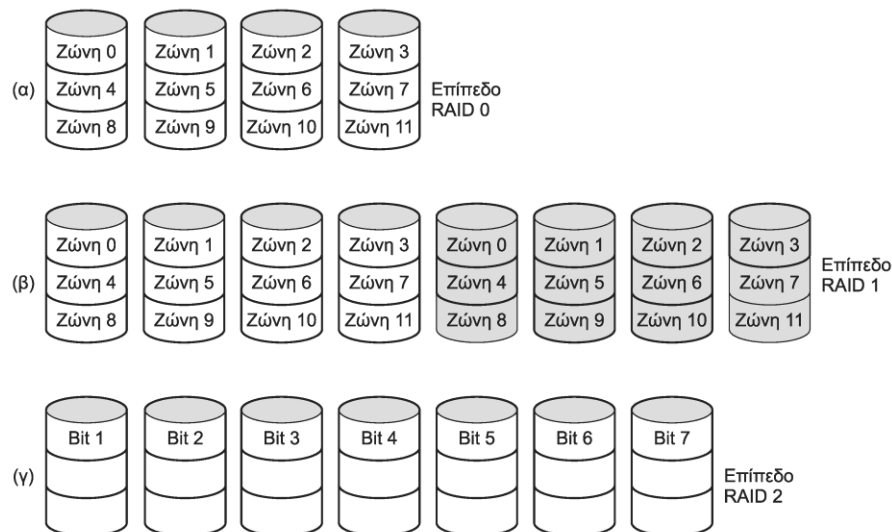 Ζώνη 0 Ζώνη 1 Ζώνη 2 Ζώνη 3
(α) Ζώνη 4 Ζώνη 5 Ζώνη 6 Ζώνη 7 Επίπεδο
RAID 0
Ζώνη 8 Ζώνη 9 Ζώνη 10 Ζώνη 11
Ζώνη 0 Ζώνη 1 Ζώνη 2 Ζώνη 3 Ζώνη 0 Ζώνη 1 Ζώνη 2 Ζώνη 3
(β) Ζώνη 4 Ζώνη 5 Ζώνη 6 Ζώνη 7 Ζώνη 4 Ζώνη 5 Ζώνη 6 Ζώνη 7 Επίπεδο
RAID 1
Ζώνη 8 Ζώνη 9 Ζώνη 10 Ζώνη 11 Ζώνη 8 Ζώνη 9 Ζώνη 10 Ζώνη 11
Bit 1 Bit 2 Bit 3 Bit 4 Bit 5 Bit 6 Bit 7
(γ) Επίπεδο
RAID 2